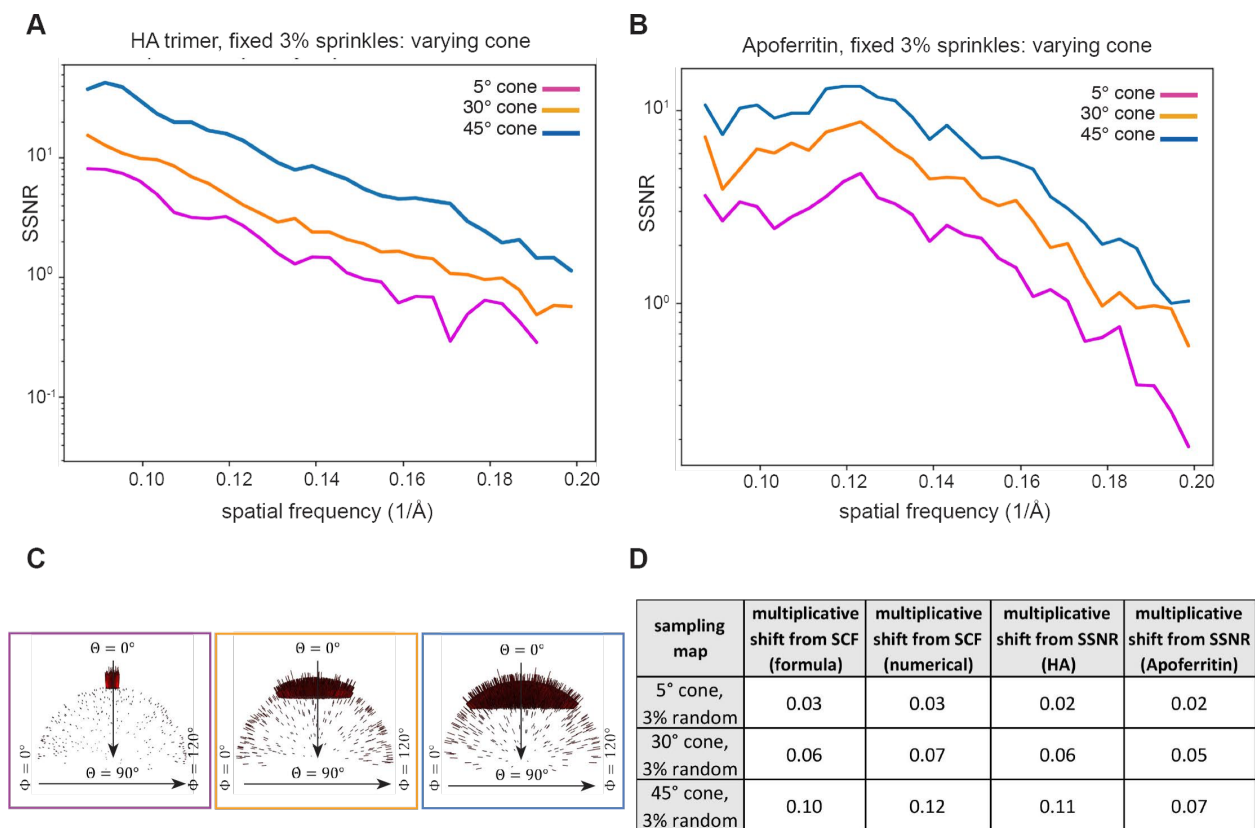 A
HA trimer, fixed 3% sprinkles: varying cone
5° cone
30° cone
45° cone
SSNR
10¹
10⁰
10⁻¹
0.10 0.12 0.14 0.16 0.18 0.20
spatial frequency (1/Å)
B
Apoferritin, fixed 3% sprinkles: varying cone
5° cone
30° cone
45° cone
SSNR
10¹
10⁰
0.10 0.12 0.14 0.16 0.18 0.20
spatial frequency (1/Å)
C
Θ = 0°
Φ = 0°
Θ = 90°
Φ = 120°
Θ = 0°
Φ = 0°
Θ = 90°
Φ = 120°
Θ = 0°
Φ = 0°
Θ = 90°
Φ = 120°
D
sampling map | multiplicative shift from SCF (formula) | multiplicative shift from SCF (numerical) | multiplicative shift from SSNR (HA) | multiplicative shift from SSNR (Apoferritin)
5° cone, 3% random | 0.03 | 0.03 | 0.02 | 0.02
30° cone, 3% random | 0.06 | 0.07 | 0.06 | 0.05
45° cone, 3% random | 0.10 | 0.12 | 0.11 | 0.07